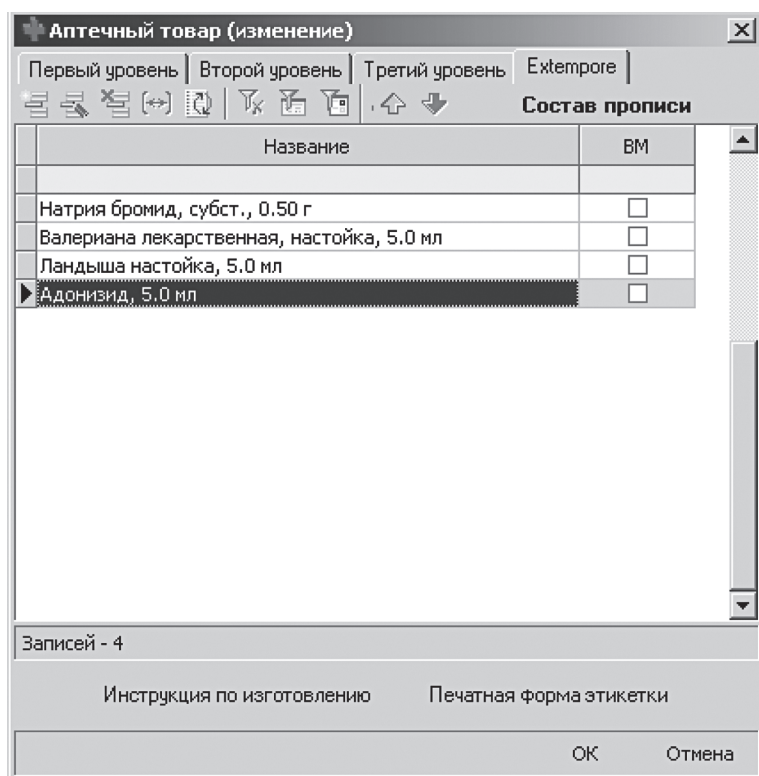 Аптечный товар (изменение)
Первый уровень Второй уровень Третий уровень Extempore
Состав прописи
Название ВМ
Натрия бромид, субст., 0.50 г
Валериана лекарственная, настойка, 5.0 мл
Ландыша настойка, 5.0 мл
Адонизид, 5.0 мл
Записей - 4
Инструкция по изготовлению Печатная форма этикетки
OK Отмена